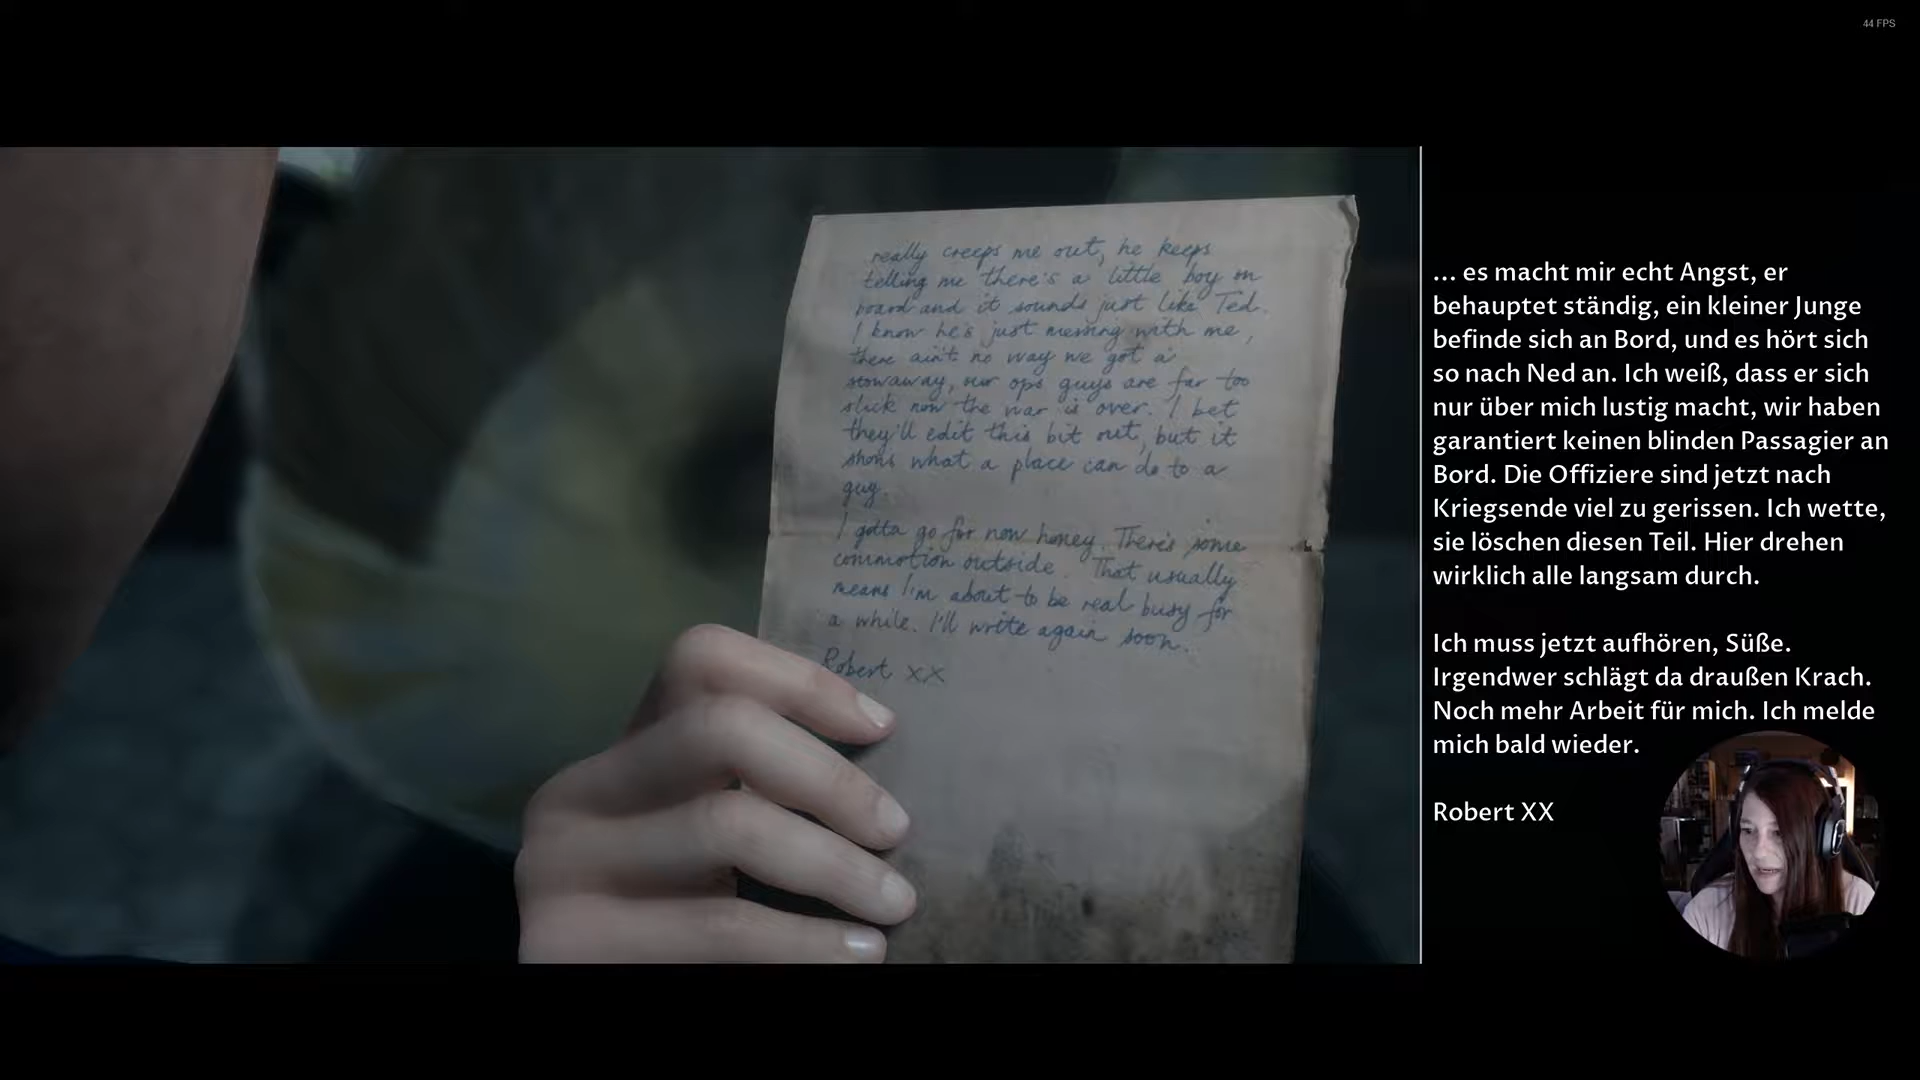 44 FPS
really creeps me out, he keeps
telling me there's a little boy on
board and it sounds just like Ted.
I know he's just messing with me,
there ain't no way we got a
stowaway, our ops guys are far too
slick now the war is over. I bet
they'll edit this bit out, but it
shows what a place can do to a
guy.
I gotta go for now honey. There's some
commotion outside. That usually
means I'm about to be real busy for
a while. I'll write again soon.
Robert XX
... es macht mir echt Angst, er
behauptet ständig, ein kleiner Junge
befinde sich an Bord, und es hört sich
so nach Ned an. Ich weiß, dass er sich
nur über mich lustig macht, wir haben
garantiert keinen blinden Passagier an
Bord. Die Offiziere sind jetzt nach
Kriegsende viel zu gerissen. Ich wette,
sie löschen diesen Teil. Hier drehen
wirklich alle langsam durch.
Ich muss jetzt aufhören, Süße.
Irgendwer schlägt da draußen Krach.
Noch mehr Arbeit für mich. Ich melde
mich bald wieder.
Robert XX